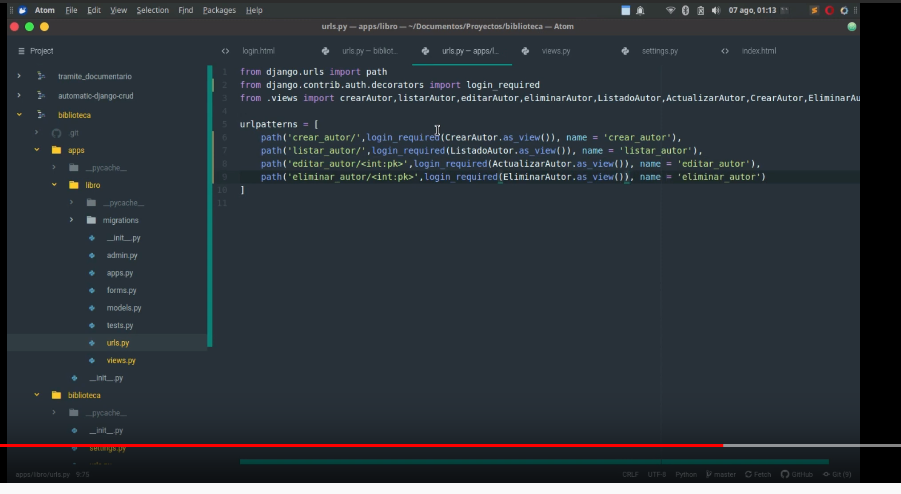 Atom File Edit View Selection Find Packages Help 07 ago, 01:13
urls.py — apps/libro — ~/Documentos/Proyectos/biblioteca — Atom
Project login.html urls.py — bibliot... urls.py — apps/l... views.py settings.py index.html
tramite_documentario
automatic-django-crud
biblioteca
.git
apps
__pycache__
libro
__pycache__
migrations
__init__.py
admin.py
apps.py
forms.py
models.py
tests.py
urls.py
views.py
__init__.py
biblioteca
__pycache__
__init__.py
settings.py
1 from django.urls import path
2 from django.contrib.auth.decorators import login_required
3 from .views import crearAutor,listarAutor,editarAutor,eliminarAutor,ListadoAutor,ActualizarAutor,CrearAutor,EliminarAu
4
5 urlpatterns = [
6 path('crear_autor/',login_required(CrearAutor.as_view()), name = 'crear_autor'),
7 path('listar_autor/',login_required(ListadoAutor.as_view()), name = 'listar_autor'),
8 path('editar_autor/<int:pk>',login_required(ActualizarAutor.as_view()), name = 'editar_autor'),
9 path('eliminar_autor/<int:pk>',login_required(EliminarAutor.as_view()), name = 'eliminar_autor')
10 ]
11
apps/libro/urls.py 9:75 CRLF UTF-8 Python master Fetch GitHub Git (5)